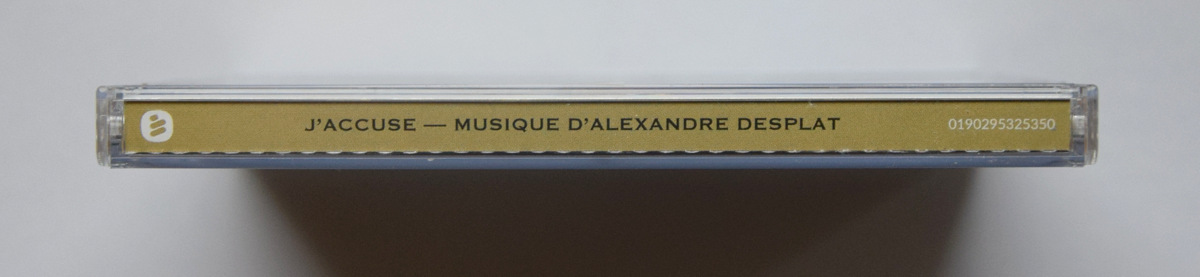 J'ACCUSE — MUSIQUE D'ALEXANDRE DESPLAT
0190295325350